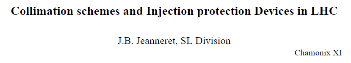 Collimation schemes and Injection protection Devices in LHC
J.B. Jeanneret, SL Division
Chamonix XI.